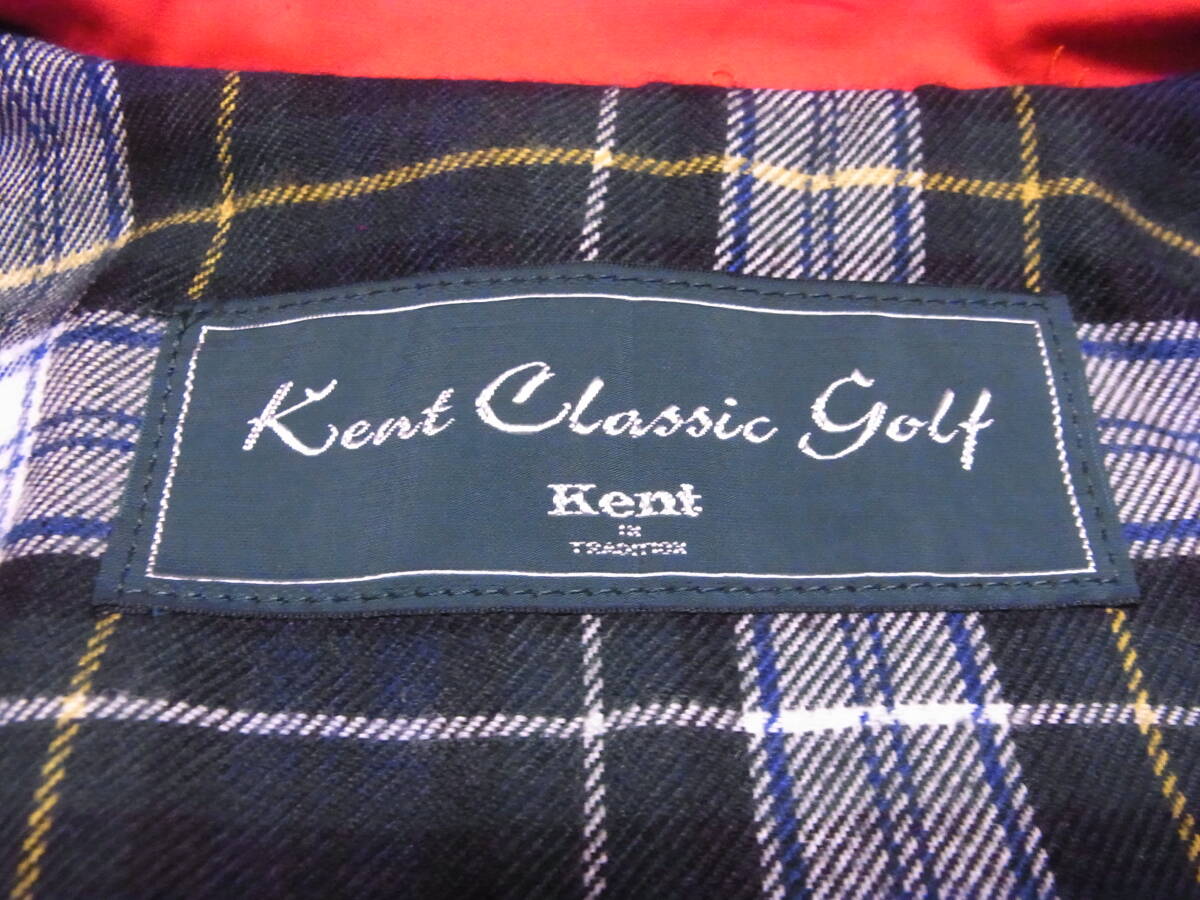 Kent Classic Golf
Kent
IN
TRADITION